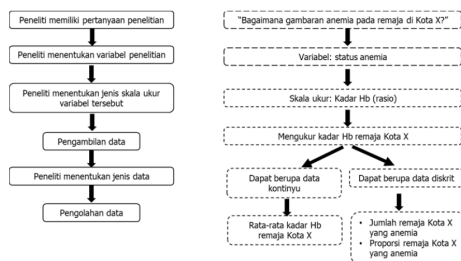 Peneliti memiliki pertanyaan penelitian
Peneliti menentukan variabel penelitian
Peneliti menentukan jenis skala ukur
variabel tersebut
Pengambilan data
Peneliti menentukan jenis data
Pengolahan data
"Bagaimana gambaran anemia pada remaja di Kota X?"
Variabel: status anemia
Skala ukur: Kadar Hb (rasio)
Mengukur kadar Hb remaja Kota X
Dapat berupa data
kontinyu
Dapat berupa data diskrit
Rata-rata kadar Hb
remaja Kota X
• Jumlah remaja Kota X
yang anemia
• Proporsi remaja Kota X
yang anemia